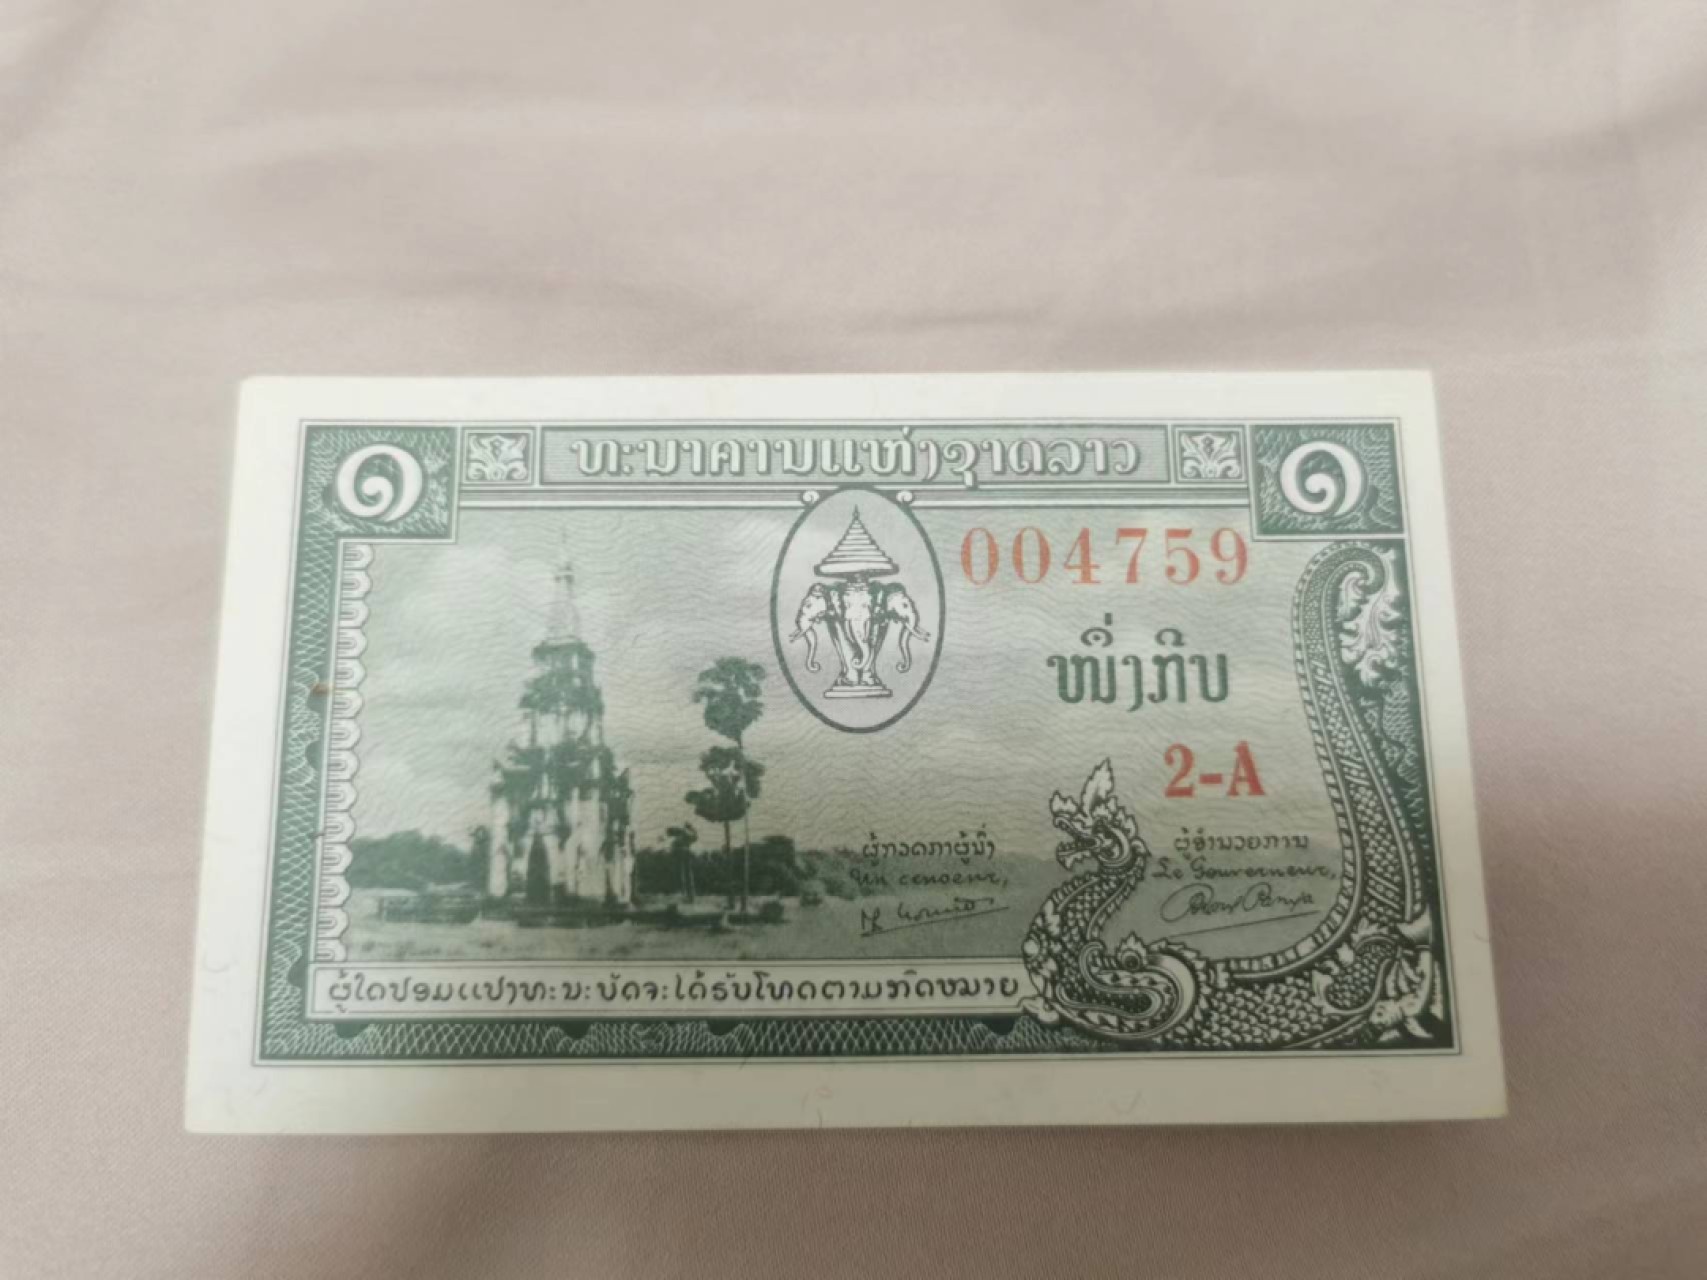 ທະນາຄານແຫ່ງຊາດລາວ
໑ ໑
004759
ໜຶ່ງກີບ
2-A
ຜູ້ກວດກາຜູ້ນຶ່ງ
Un censeur,
ຜູ້ອຳນວຍການ
Le Gouverneur,
ຜູ້ໃດປອມແປງທະນະບັດຈະໄດ້ຮັບໂທດຕາມກົດໝາຍ